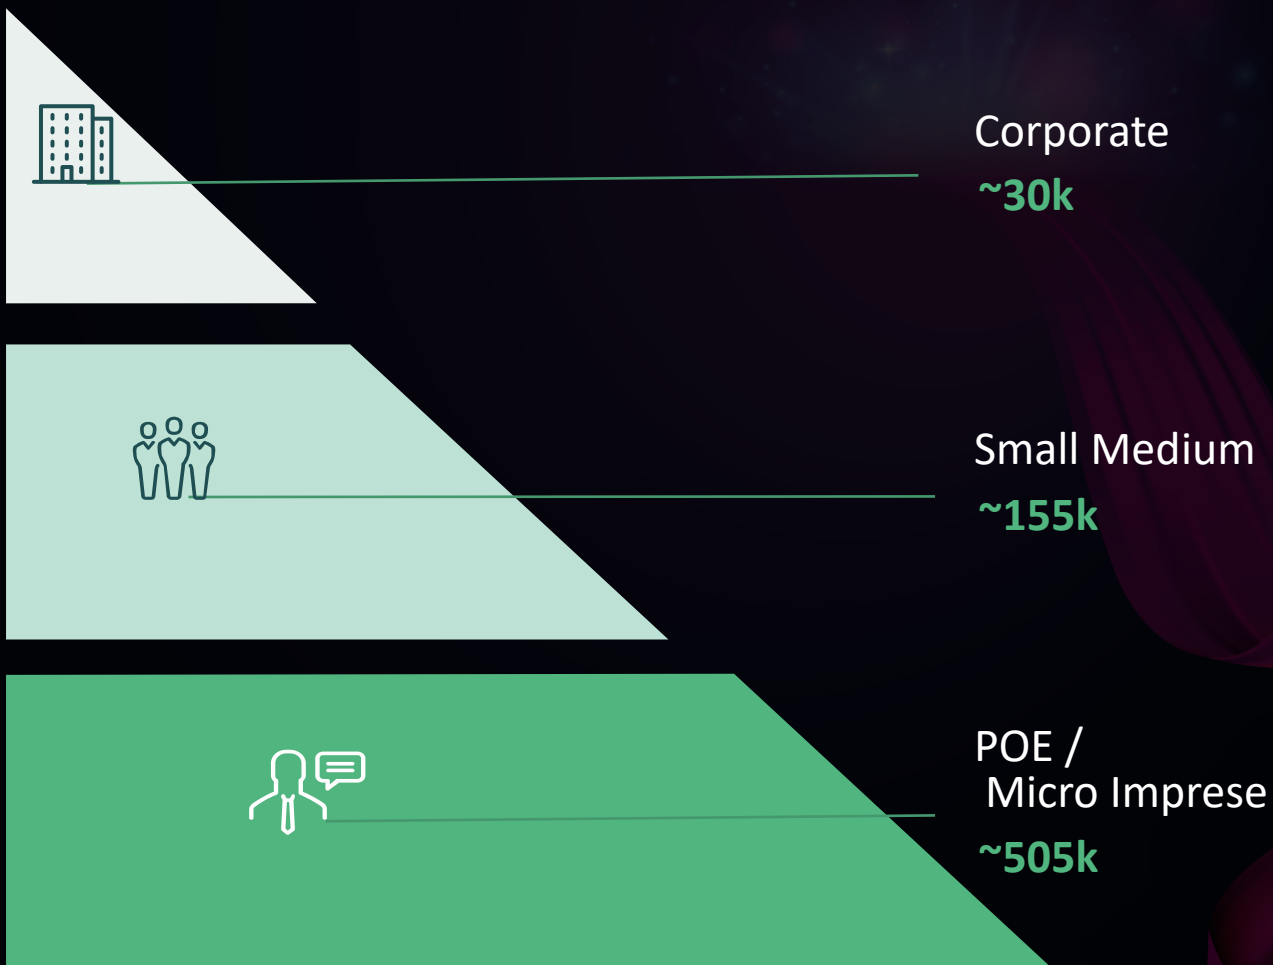 Corporate
~30k
Small Medium
~155k
POE /
Micro Imprese
~505k